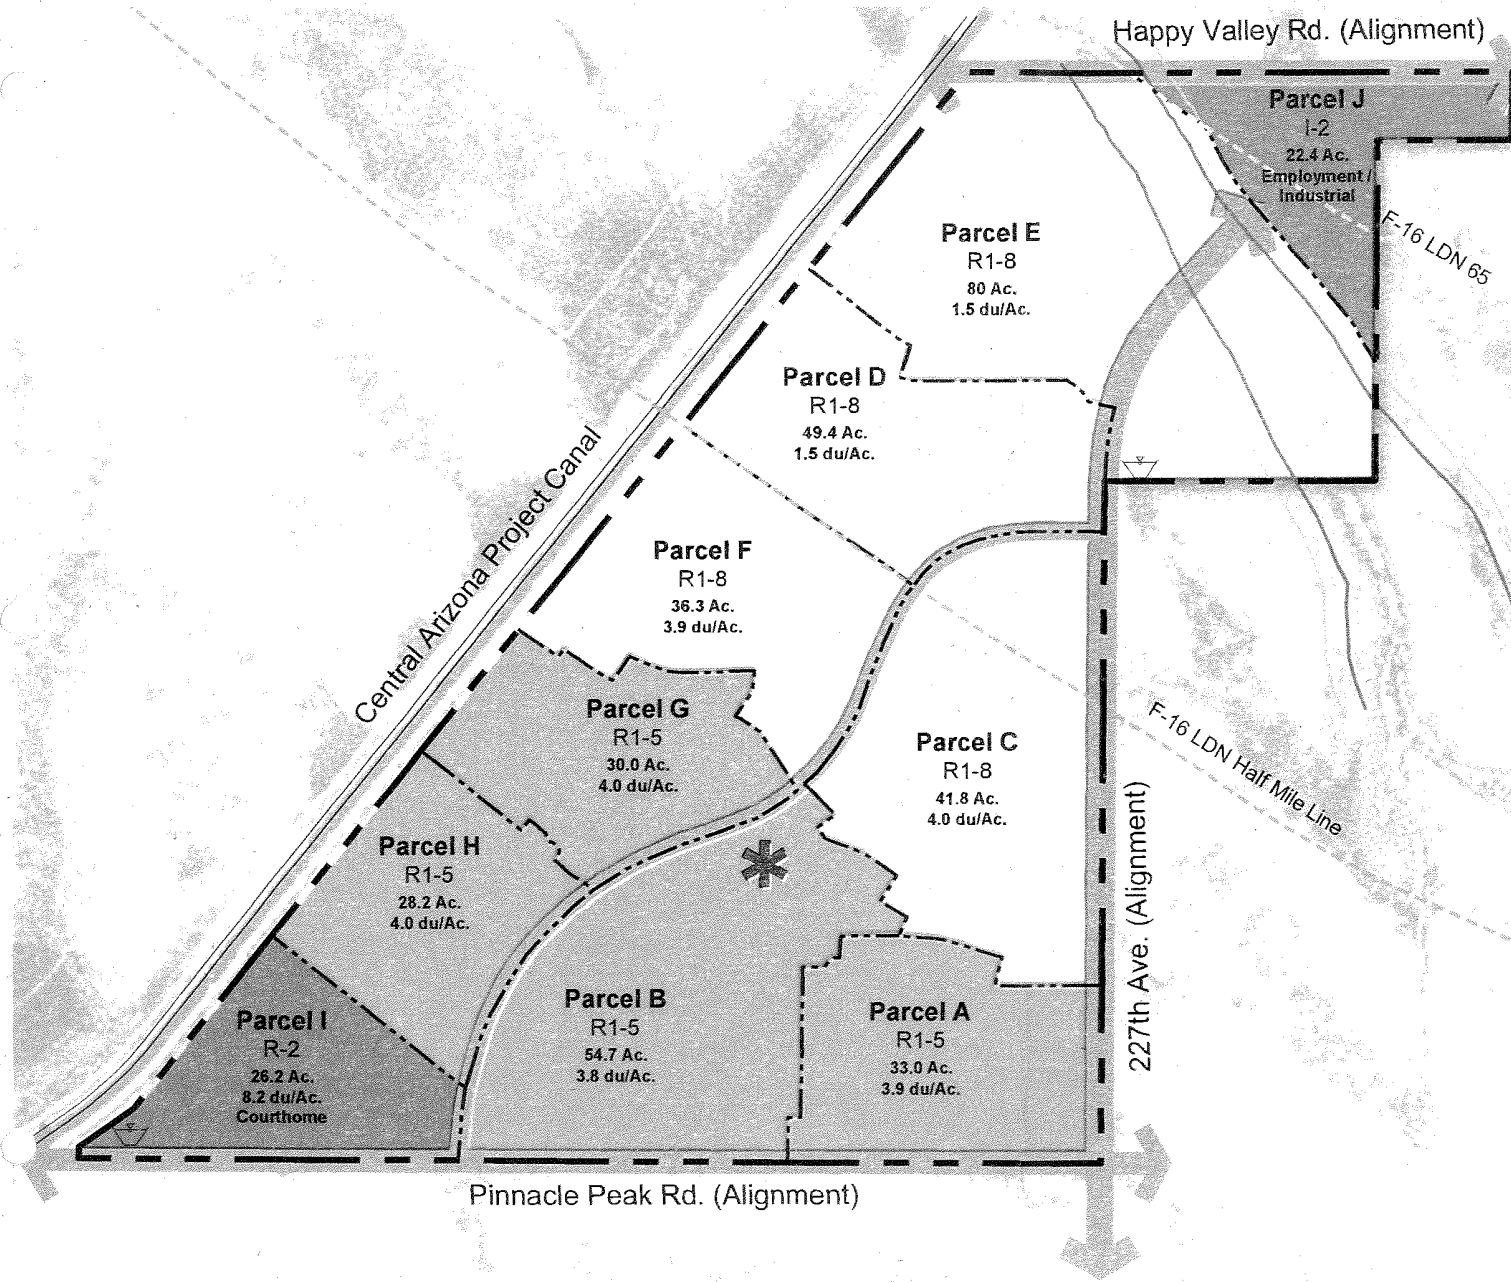 Happy Valley Rd. (Alignment)
Parcel J
I-2
22.4 Ac.
Employment /
Industrial
F-16 LDN 65
Parcel E
R1-8
80 Ac.
1.5 du/Ac.
Parcel D
R1-8
49.4 Ac.
1.5 du/Ac.
Central Arizona Project Canal
Parcel F
R1-8
36.3 Ac.
3.9 du/Ac.
Parcel G
R1-5
30.0 Ac.
4.0 du/Ac.
Parcel C
R1-8
41.8 Ac.
4.0 du/Ac.
F-16 LDN Half Mile Line
227th Ave. (Alignment)
Parcel H
R1-5
28.2 Ac.
4.0 du/Ac.
Parcel B
R1-5
54.7 Ac.
3.8 du/Ac.
Parcel A
R1-5
33.0 Ac.
3.9 du/Ac.
Parcel I
R-2
26.2 Ac.
8.2 du/Ac.
Courthome
Pinnacle Peak Rd. (Alignment)